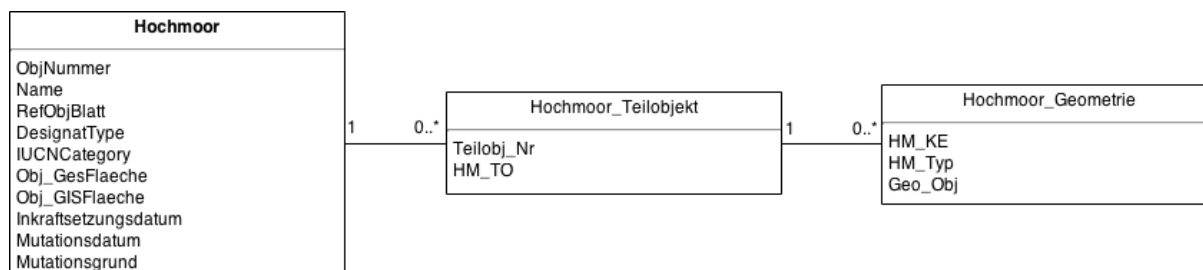 Hochmoor
ObjNummer
Name
RefObjBlatt
DesignatType
IUCNCategory
Obj_GesFlaeche
Obj_GISFlaeche
Inkraftsetzungsdatum
Mutationsdatum
Mutationsgrund
1
0..*
Hochmoor_Teilobjekt
Teilobj_Nr
HM_TO
1
0..*
Hochmoor_Geometrie
HM_KE
HM_Typ
Geo_Obj